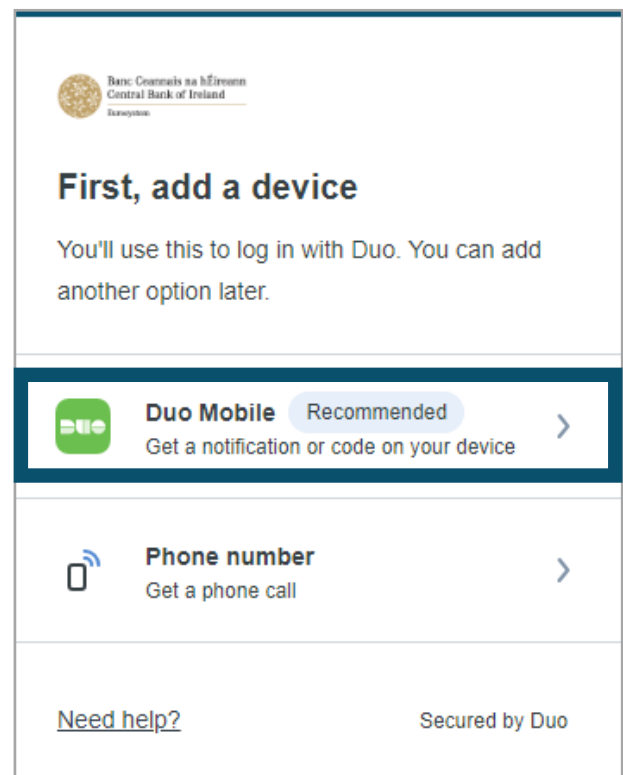 Banc Ceannais na hÉireann
Central Bank of Ireland
Eurosystem
First, add a device
You'll use this to log in with Duo. You can add
another option later.
DUO
Duo Mobile Recommended
Get a notification or code on your device
Phone number
Get a phone call
Need help? Secured by Duo